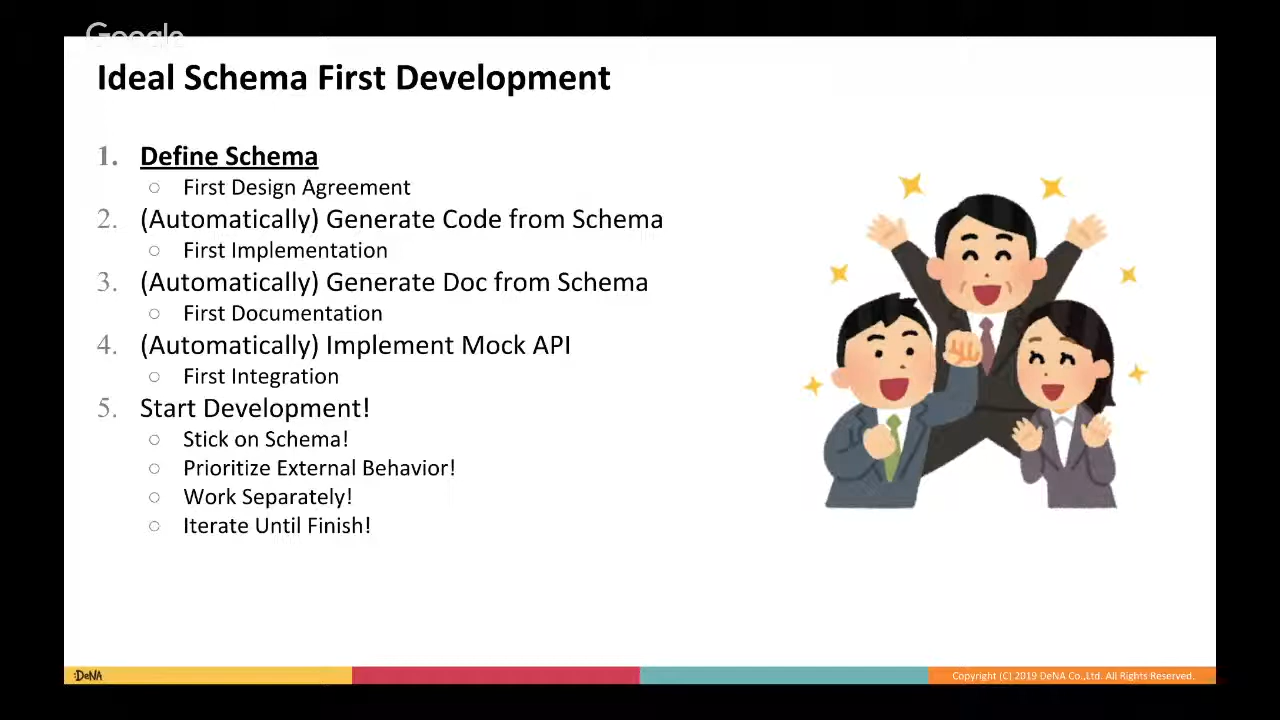 Google
Ideal Schema First Development
1. Define Schema
○ First Design Agreement
2. (Automatically) Generate Code from Schema
○ First Implementation
3. (Automatically) Generate Doc from Schema
○ First Documentation
4. (Automatically) Implement Mock API
○ First Integration
5. Start Development!
○ Stick on Schema!
○ Prioritize External Behavior!
○ Work Separately!
○ Iterate Until Finish!
:DeNA
Copyright (C) 2019 DeNA Co.,Ltd. All Rights Reserved.